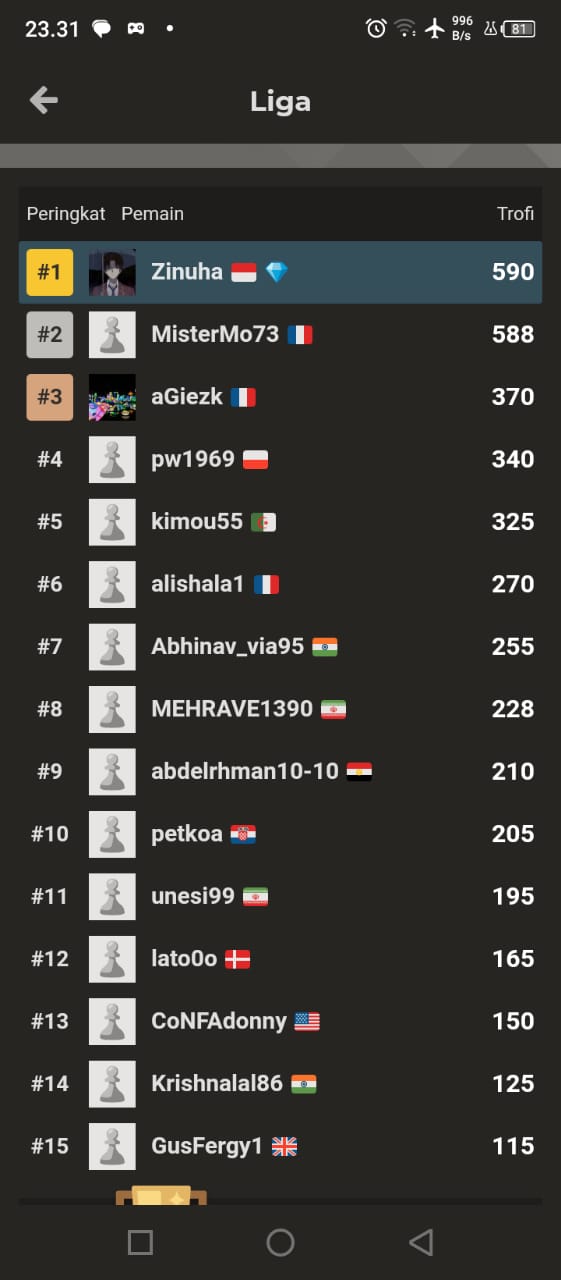 23.31 996 B/s 81
Liga
Peringkat Pemain Trofi
#1 Zinuha 590
#2 MisterMo73 588
#3 aGiezk 370
#4 pw1969 340
#5 kimou55 325
#6 alishala1 270
#7 Abhinav_via95 255
#8 MEHRAVE1390 228
#9 abdelrhman10-10 210
#10 petkoa 205
#11 unesi99 195
#12 lato0o 165
#13 CoNFAdonny 150
#14 Krishnalal86 125
#15 GusFergy1 115